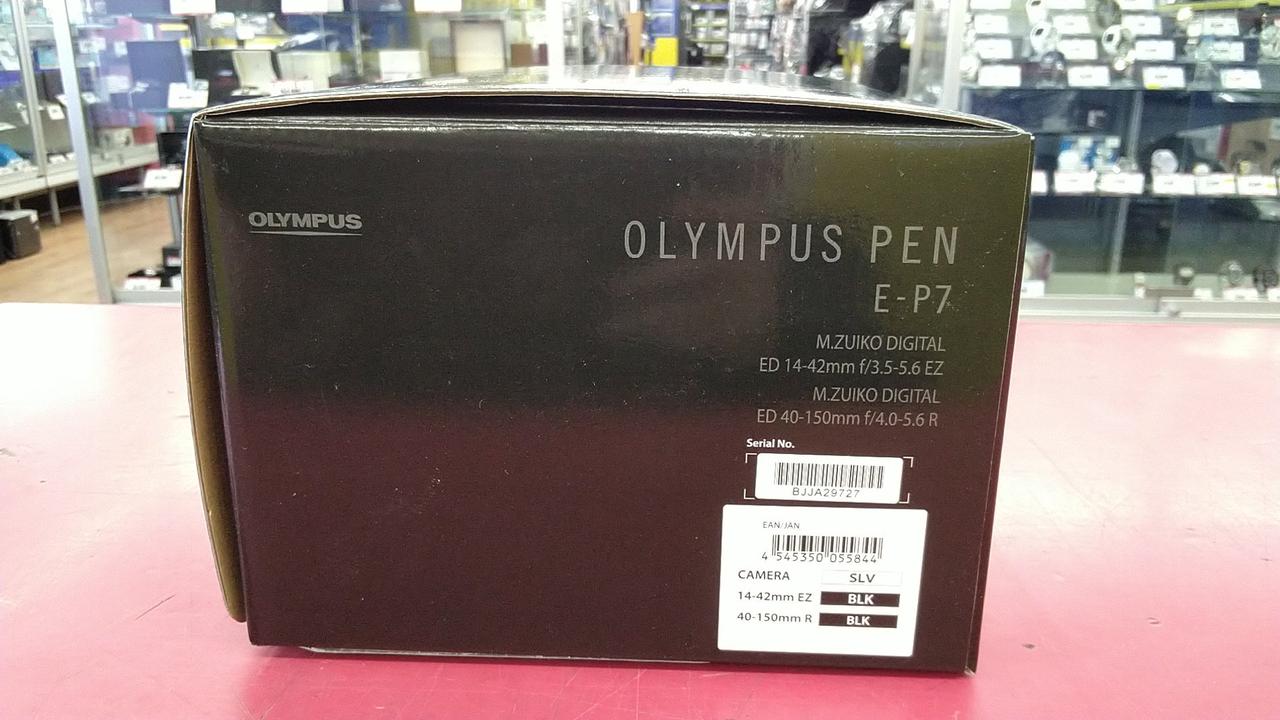 OLYMPUS
OLYMPUS PEN
E-P7
M.ZUIKO DIGITAL
ED 14-42mm f/3.5-5.6 EZ
M.ZUIKO DIGITAL
ED 40-150mm f/4.0-5.6 R
Serial No.
BJJA29727
EAN/JAN
4 545350 055844
CAMERA SLV
14-42mm EZ BLK
40-150mm R BLK